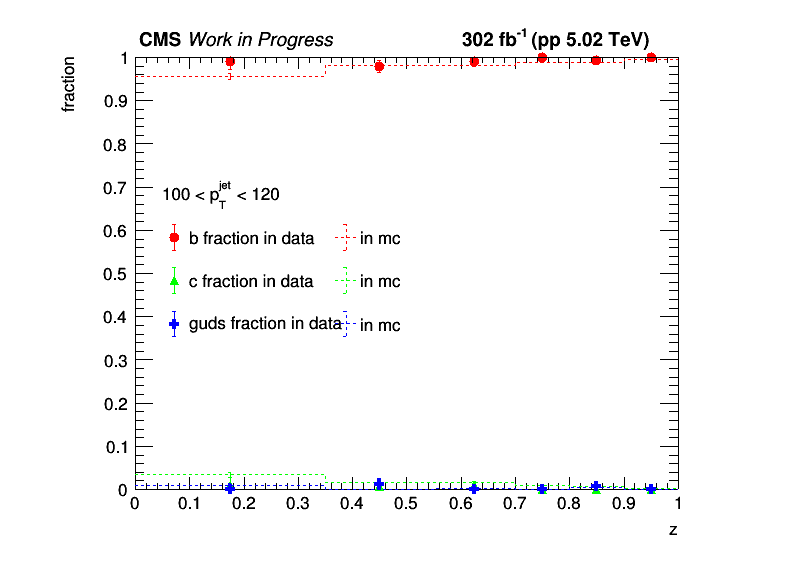 CMS Work in Progress 302 fb⁻¹ (pp 5.02 TeV)
fraction
1
0.9
0.8
0.7
0.6
0.5
0.4
0.3
0.2
0.1
0
100 < p_T^jet < 120
b fraction in data in mc
c fraction in data in mc
guds fraction in data in mc
0 0.1 0.2 0.3 0.4 0.5 0.6 0.7 0.8 0.9 1
z